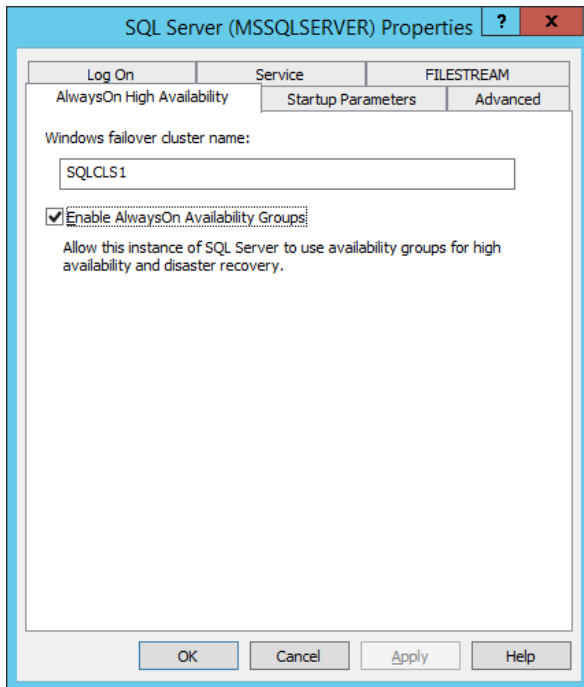 SQL Server (MSSQLSERVER) Properties ? x
Log On Service FILESTREAM
AlwaysOn High Availability Startup Parameters Advanced
Windows failover cluster name:
SQLCLS1
Enable AlwaysOn Availability Groups
Allow this instance of SQL Server to use availability groups for high
availability and disaster recovery.
OK Cancel Apply Help